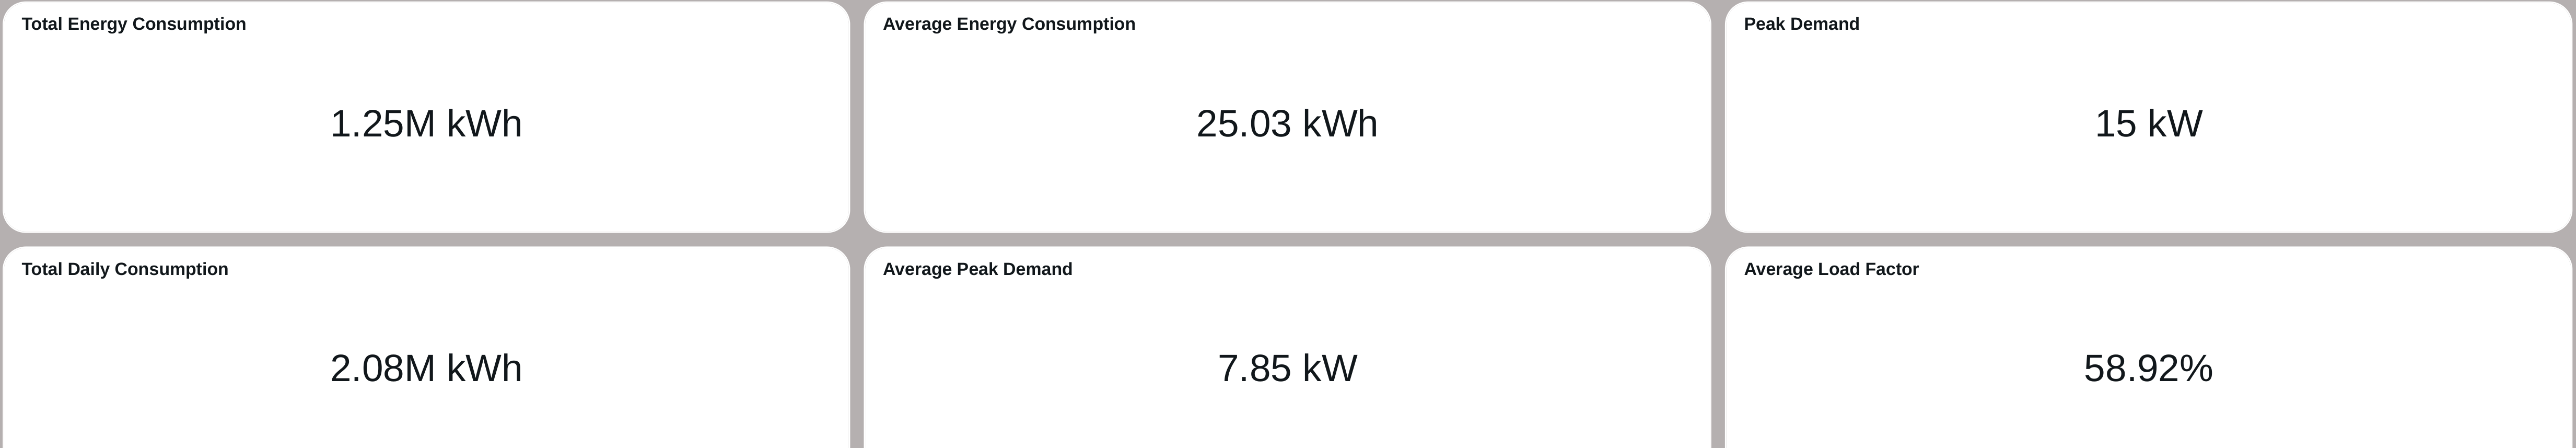 Total Energy Consumption
1.25M kWh
Average Energy Consumption
25.03 kWh
Peak Demand
15 kW
Total Daily Consumption
2.08M kWh
Average Peak Demand
7.85 kW
Average Load Factor
58.92%